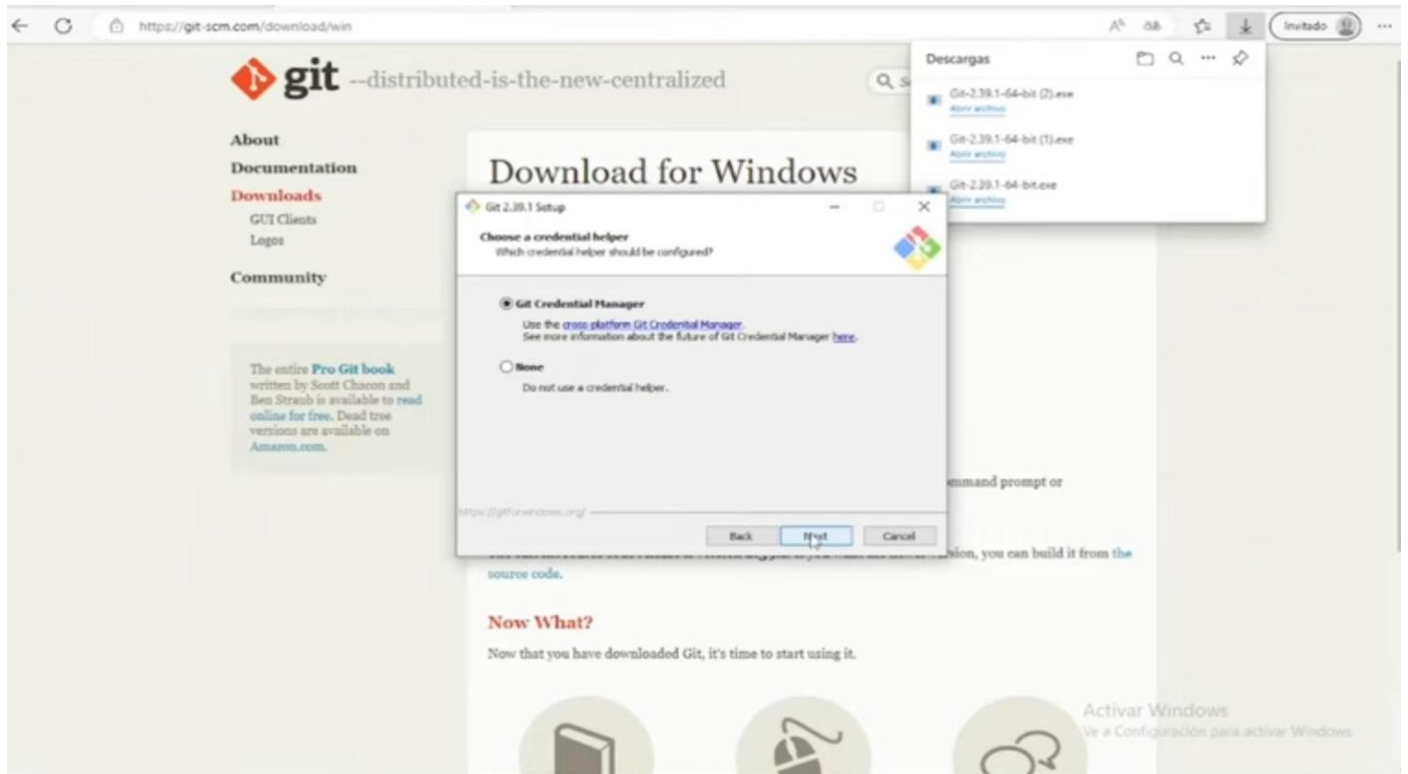 https://git-scm.com/download/win
Invitado
git --distributed-is-the-new-centralized
Descargas
Git-2.39.1-64-bit (2).exe
Abrir archivo
Git-2.39.1-64-bit (1).exe
Abrir archivo
Git-2.39.1-64-bit.exe
Abrir archivo
About
Documentation
Downloads
GUI Clients
Logos
Community
The entire Pro Git book
written by Scott Chacon and
Ben Straub is available to read
online for free. Dead tree
versions are available on
Amazon.com.
Download for Windows
Git 2.39.1 Setup
Choose a credential helper
Which credential helper should be configured?
Git Credential Manager
Use the cross-platform Git Credential Manager.
See more information about the future of Git Credential Manager here.
None
Do not use a credential helper.
https://gitforwindows.org/
Back
Next
Cancel
command prompt or
version, you can build it from the
source code.
Now What?
Now that you have downloaded Git, it's time to start using it.
Activar Windows
Ve a Configuración para activar Windows.